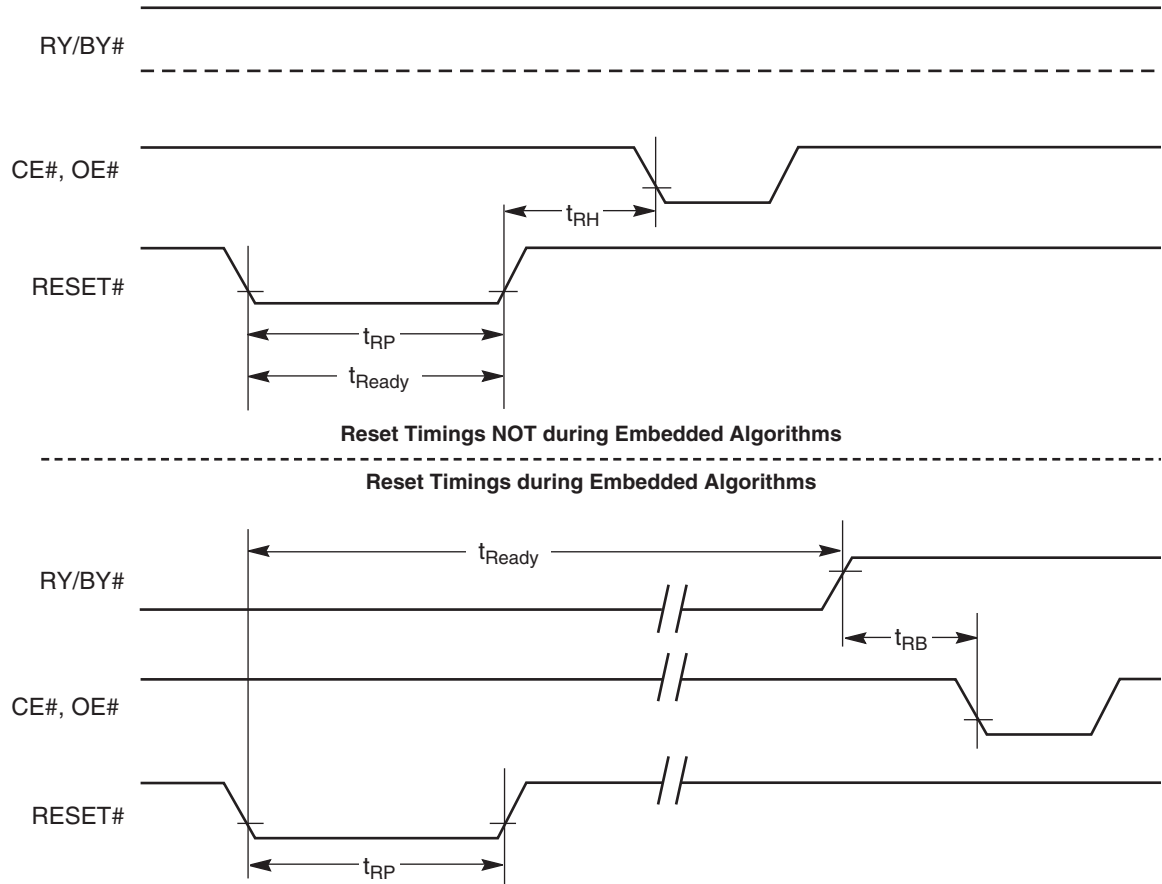 RY/BY#
CE#, OE#
tRH
RESET#
tRP
tReady
Reset Timings NOT during Embedded Algorithms
Reset Timings during Embedded Algorithms
tReady
RY/BY#
tRB
CE#, OE#
RESET#
tRP